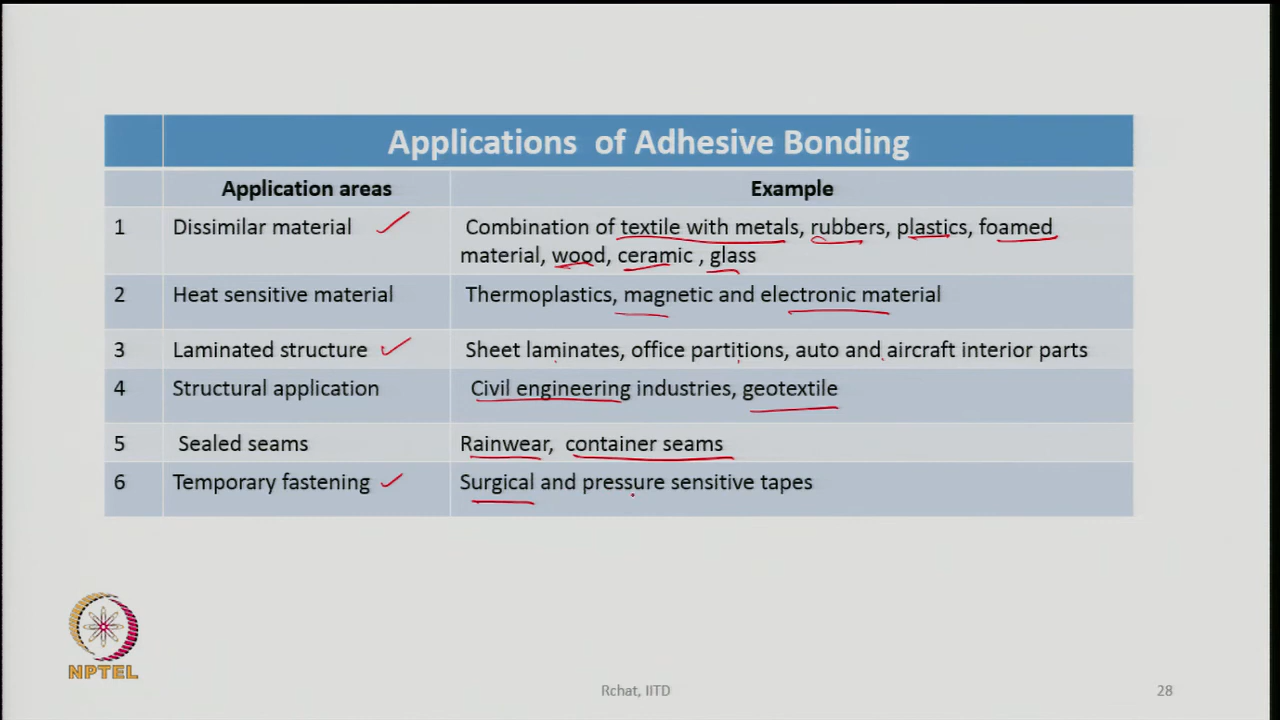 Applications of Adhesive Bonding
Application areas Example
1 Dissimilar material Combination of textile with metals, rubbers, plastics, foamed
material, wood, ceramic , glass
2 Heat sensitive material Thermoplastics, magnetic and electronic material
3 Laminated structure Sheet laminates, office partitions, auto and aircraft interior parts
4 Structural application Civil engineering industries, geotextile
5 Sealed seams Rainwear, container seams
6 Temporary fastening Surgical and pressure sensitive tapes
NPTEL
Rchat, IITD 28